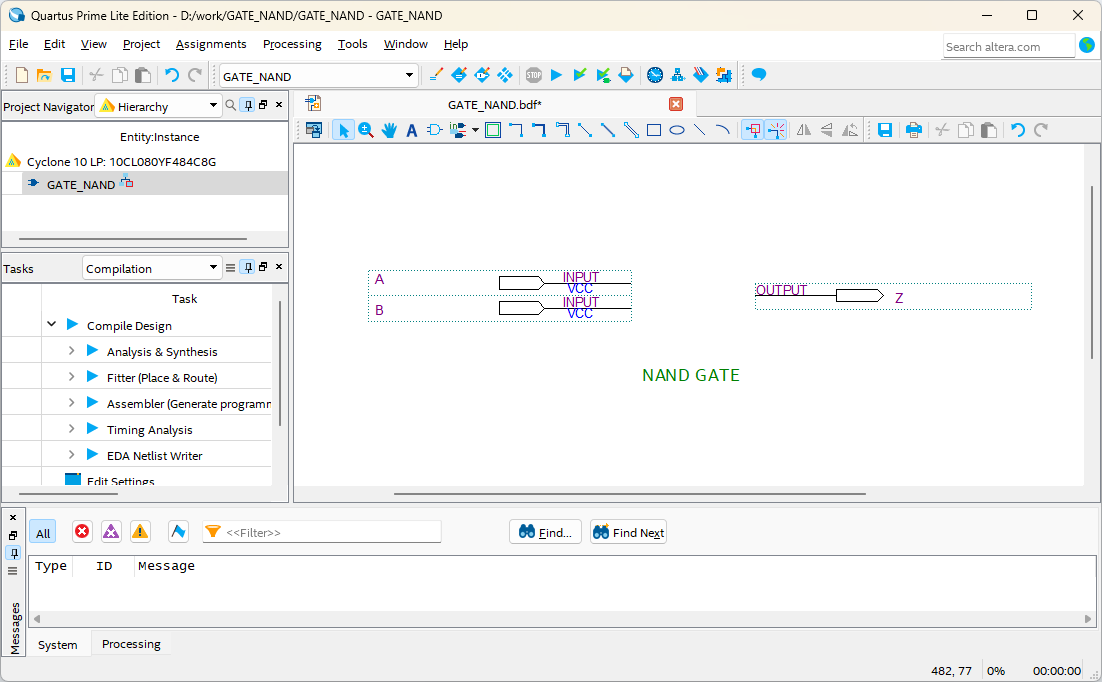 Quartus Prime Lite Edition - D:/work/GATE_NAND/GATE_NAND - GATE_NAND
File Edit View Project Assignments Processing Tools Window Help
Search altera.com
GATE_NAND
STOP
Project Navigator Hierarchy
GATE_NAND.bdf*
Entity:Instance
Cyclone 10 LP: 10CL080YF484C8G
GATE_NAND
Tasks Compilation
Task
Compile Design
Analysis & Synthesis
Fitter (Place & Route)
Assembler (Generate programm
Timing Analysis
EDA Netlist Writer
Edit Settings
A INPUT
VCC
B INPUT
VCC
OUTPUT Z
NAND GATE
All <<Filter>> Find... Find Next
Type ID Message
Messages
System Processing
482, 77 0% 00:00:00